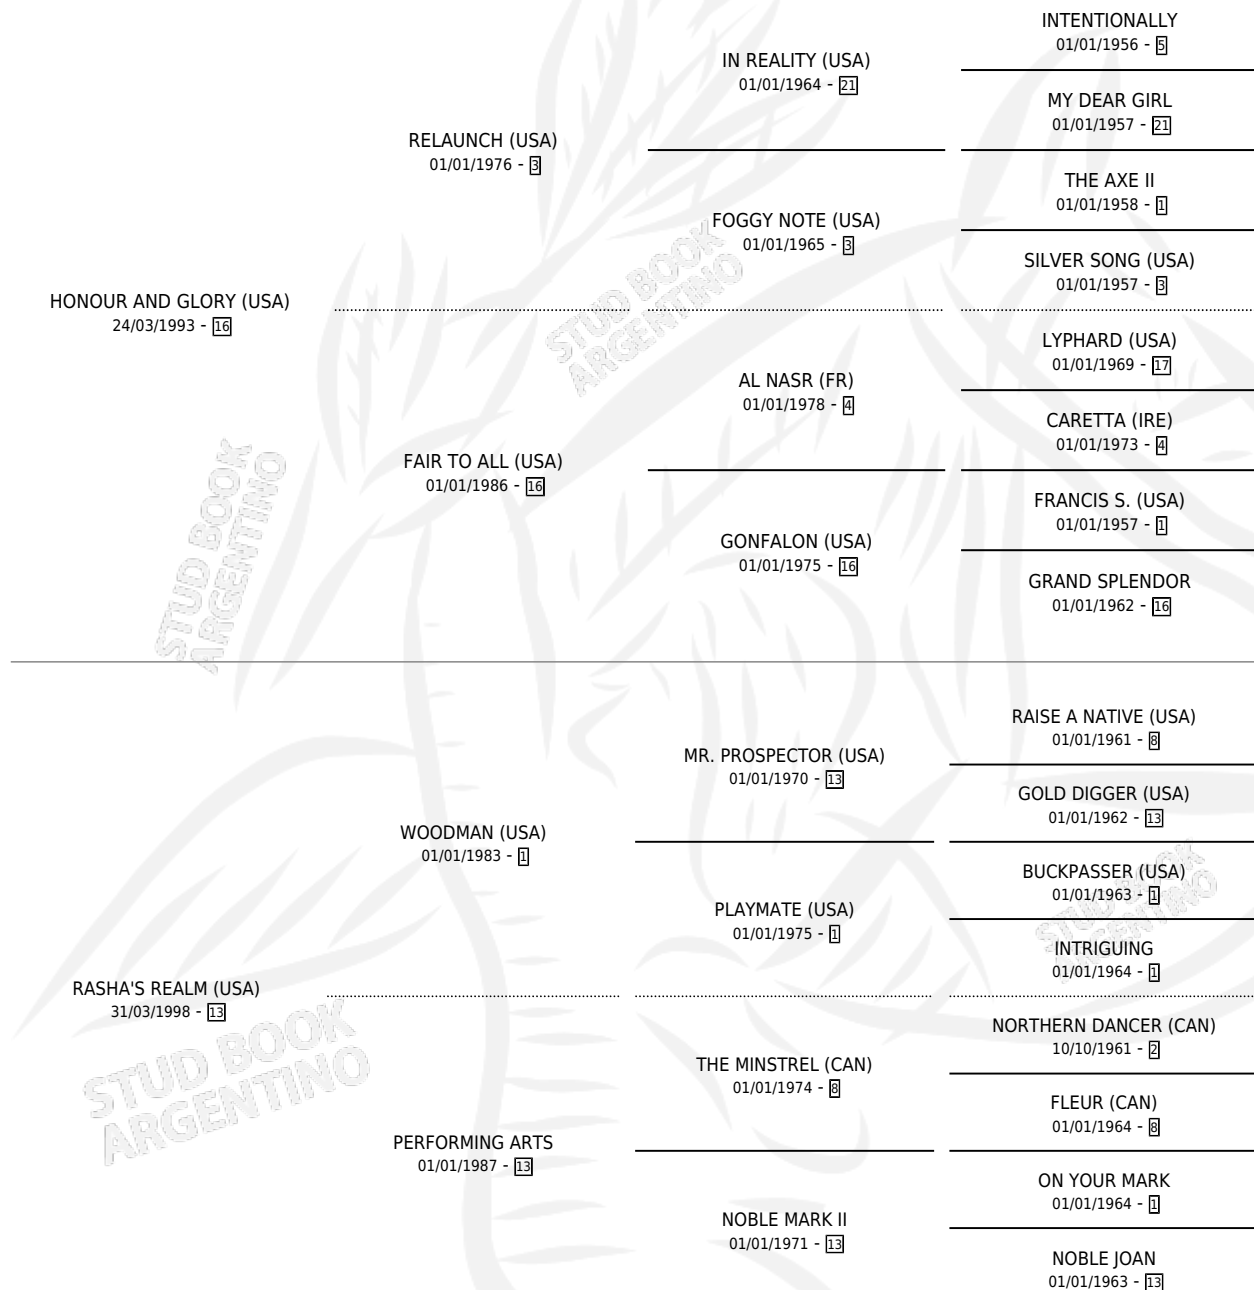 INTENTIONALLY
01/01/1956 - 5
IN REALITY (USA)
01/01/1964 - 21
MY DEAR GIRL
01/01/1957 - 21
RELAUNCH (USA)
01/01/1976 - 3
THE AXE II
01/01/1958 - 1
FOGGY NOTE (USA)
01/01/1965 - 3
SILVER SONG (USA)
01/01/1957 - 3
HONOUR AND GLORY (USA)
24/03/1993 - 16
LYPHARD (USA)
01/01/1969 - 17
AL NASR (FR)
01/01/1978 - 4
CARETTA (IRE)
01/01/1973 - 4
FAIR TO ALL (USA)
01/01/1986 - 16
FRANCIS S. (USA)
01/01/1957 - 1
GONFALON (USA)
01/01/1975 - 16
GRAND SPLENDOR
01/01/1962 - 16
RAISE A NATIVE (USA)
01/01/1961 - 8
MR. PROSPECTOR (USA)
01/01/1970 - 13
GOLD DIGGER (USA)
01/01/1962 - 13
WOODMAN (USA)
01/01/1983 - 1
BUCKPASSER (USA)
01/01/1963 - 1
PLAYMATE (USA)
01/01/1975 - 1
INTRIGUING
01/01/1964 - 1
RASHA'S REALM (USA)
31/03/1998 - 13
NORTHERN DANCER (CAN)
10/10/1961 - 2
THE MINSTREL (CAN)
01/01/1974 - 8
FLEUR (CAN)
01/01/1964 - 8
PERFORMING ARTS
01/01/1987 - 13
ON YOUR MARK
01/01/1964 - 1
NOBLE MARK II
01/01/1971 - 13
NOBLE JOAN
01/01/1963 - 13
STUD BOOK
ARGENTINO
STUD BOOK
ARGENTINO
STUD BOOK
ARGENTINO
STUD BOOK
ARGENTINO